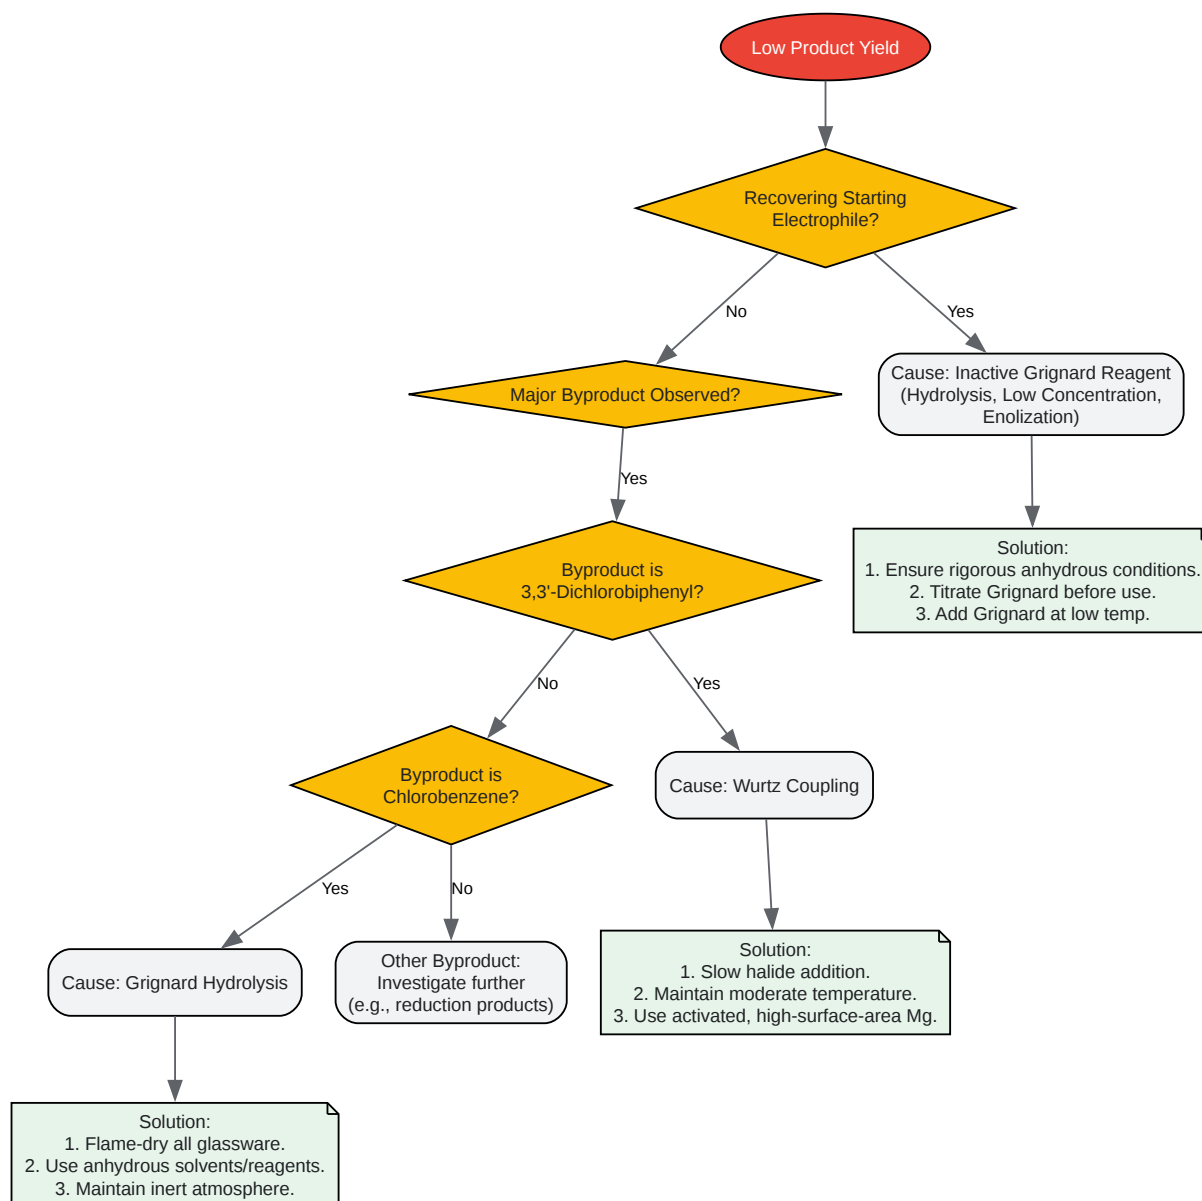 Low Product Yield
Recovering Starting
Electrophile?
No
Yes
Major Byproduct Observed?
Cause: Inactive Grignard Reagent
(Hydrolysis, Low Concentration,
Enolization)
Yes
Solution:
1. Ensure rigorous anhydrous conditions.
2. Titrate Grignard before use.
3. Add Grignard at low temp.
Byproduct is
3,3'-Dichlorobiphenyl?
No
Yes
Byproduct is
Chlorobenzene?
Cause: Wurtz Coupling
Yes
No
Solution:
1. Slow halide addition.
2. Maintain moderate temperature.
3. Use activated, high-surface-area Mg.
Cause: Grignard Hydrolysis
Other Byproduct:
Investigate further
(e.g., reduction products)
Solution:
1. Flame-dry all glassware.
2. Use anhydrous solvents/reagents.
3. Maintain inert atmosphere.